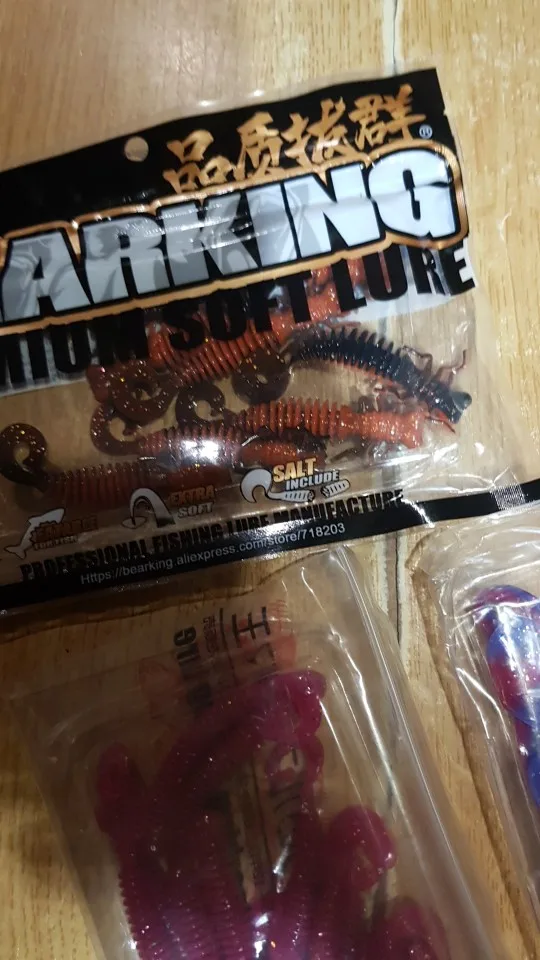 品质拔群®
ARKING
MIUM SOFT LURE
SALT
INCLUDE
EXTRA
SOFT
PROFESSIONAL FISHING LURE MANUFACTURE
Https://bearking.aliexpress.com/store/718203